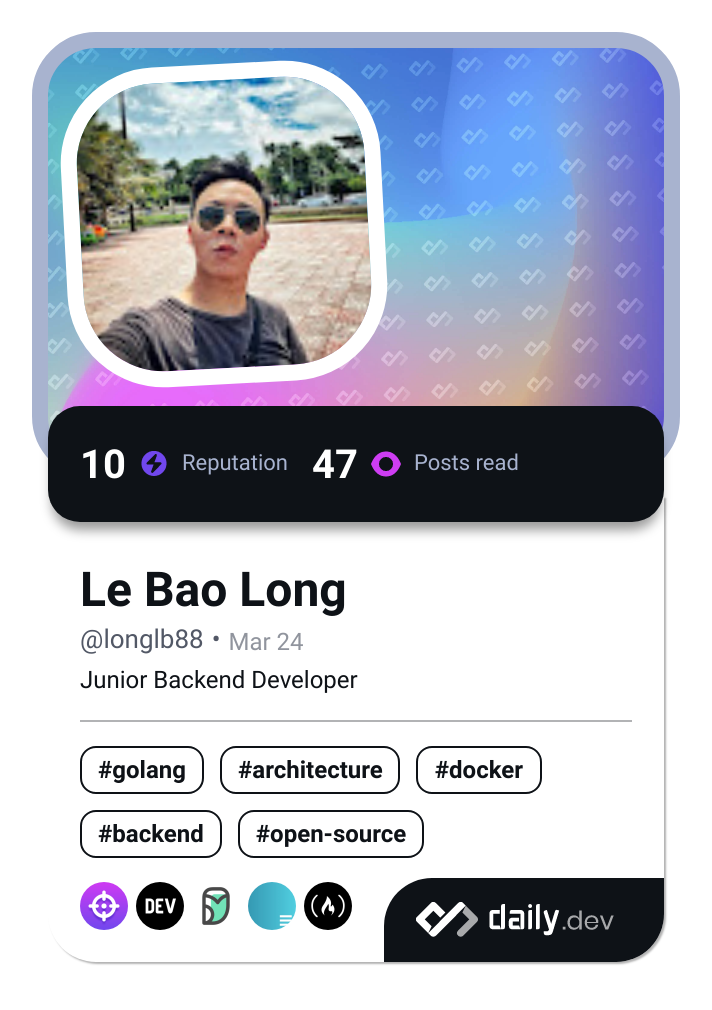 10 Reputation 47 Posts read
Le Bao Long
@longlb88 • Mar 24
Junior Backend Developer
#golang #architecture #docker
#backend #open-source
DEV
daily.dev